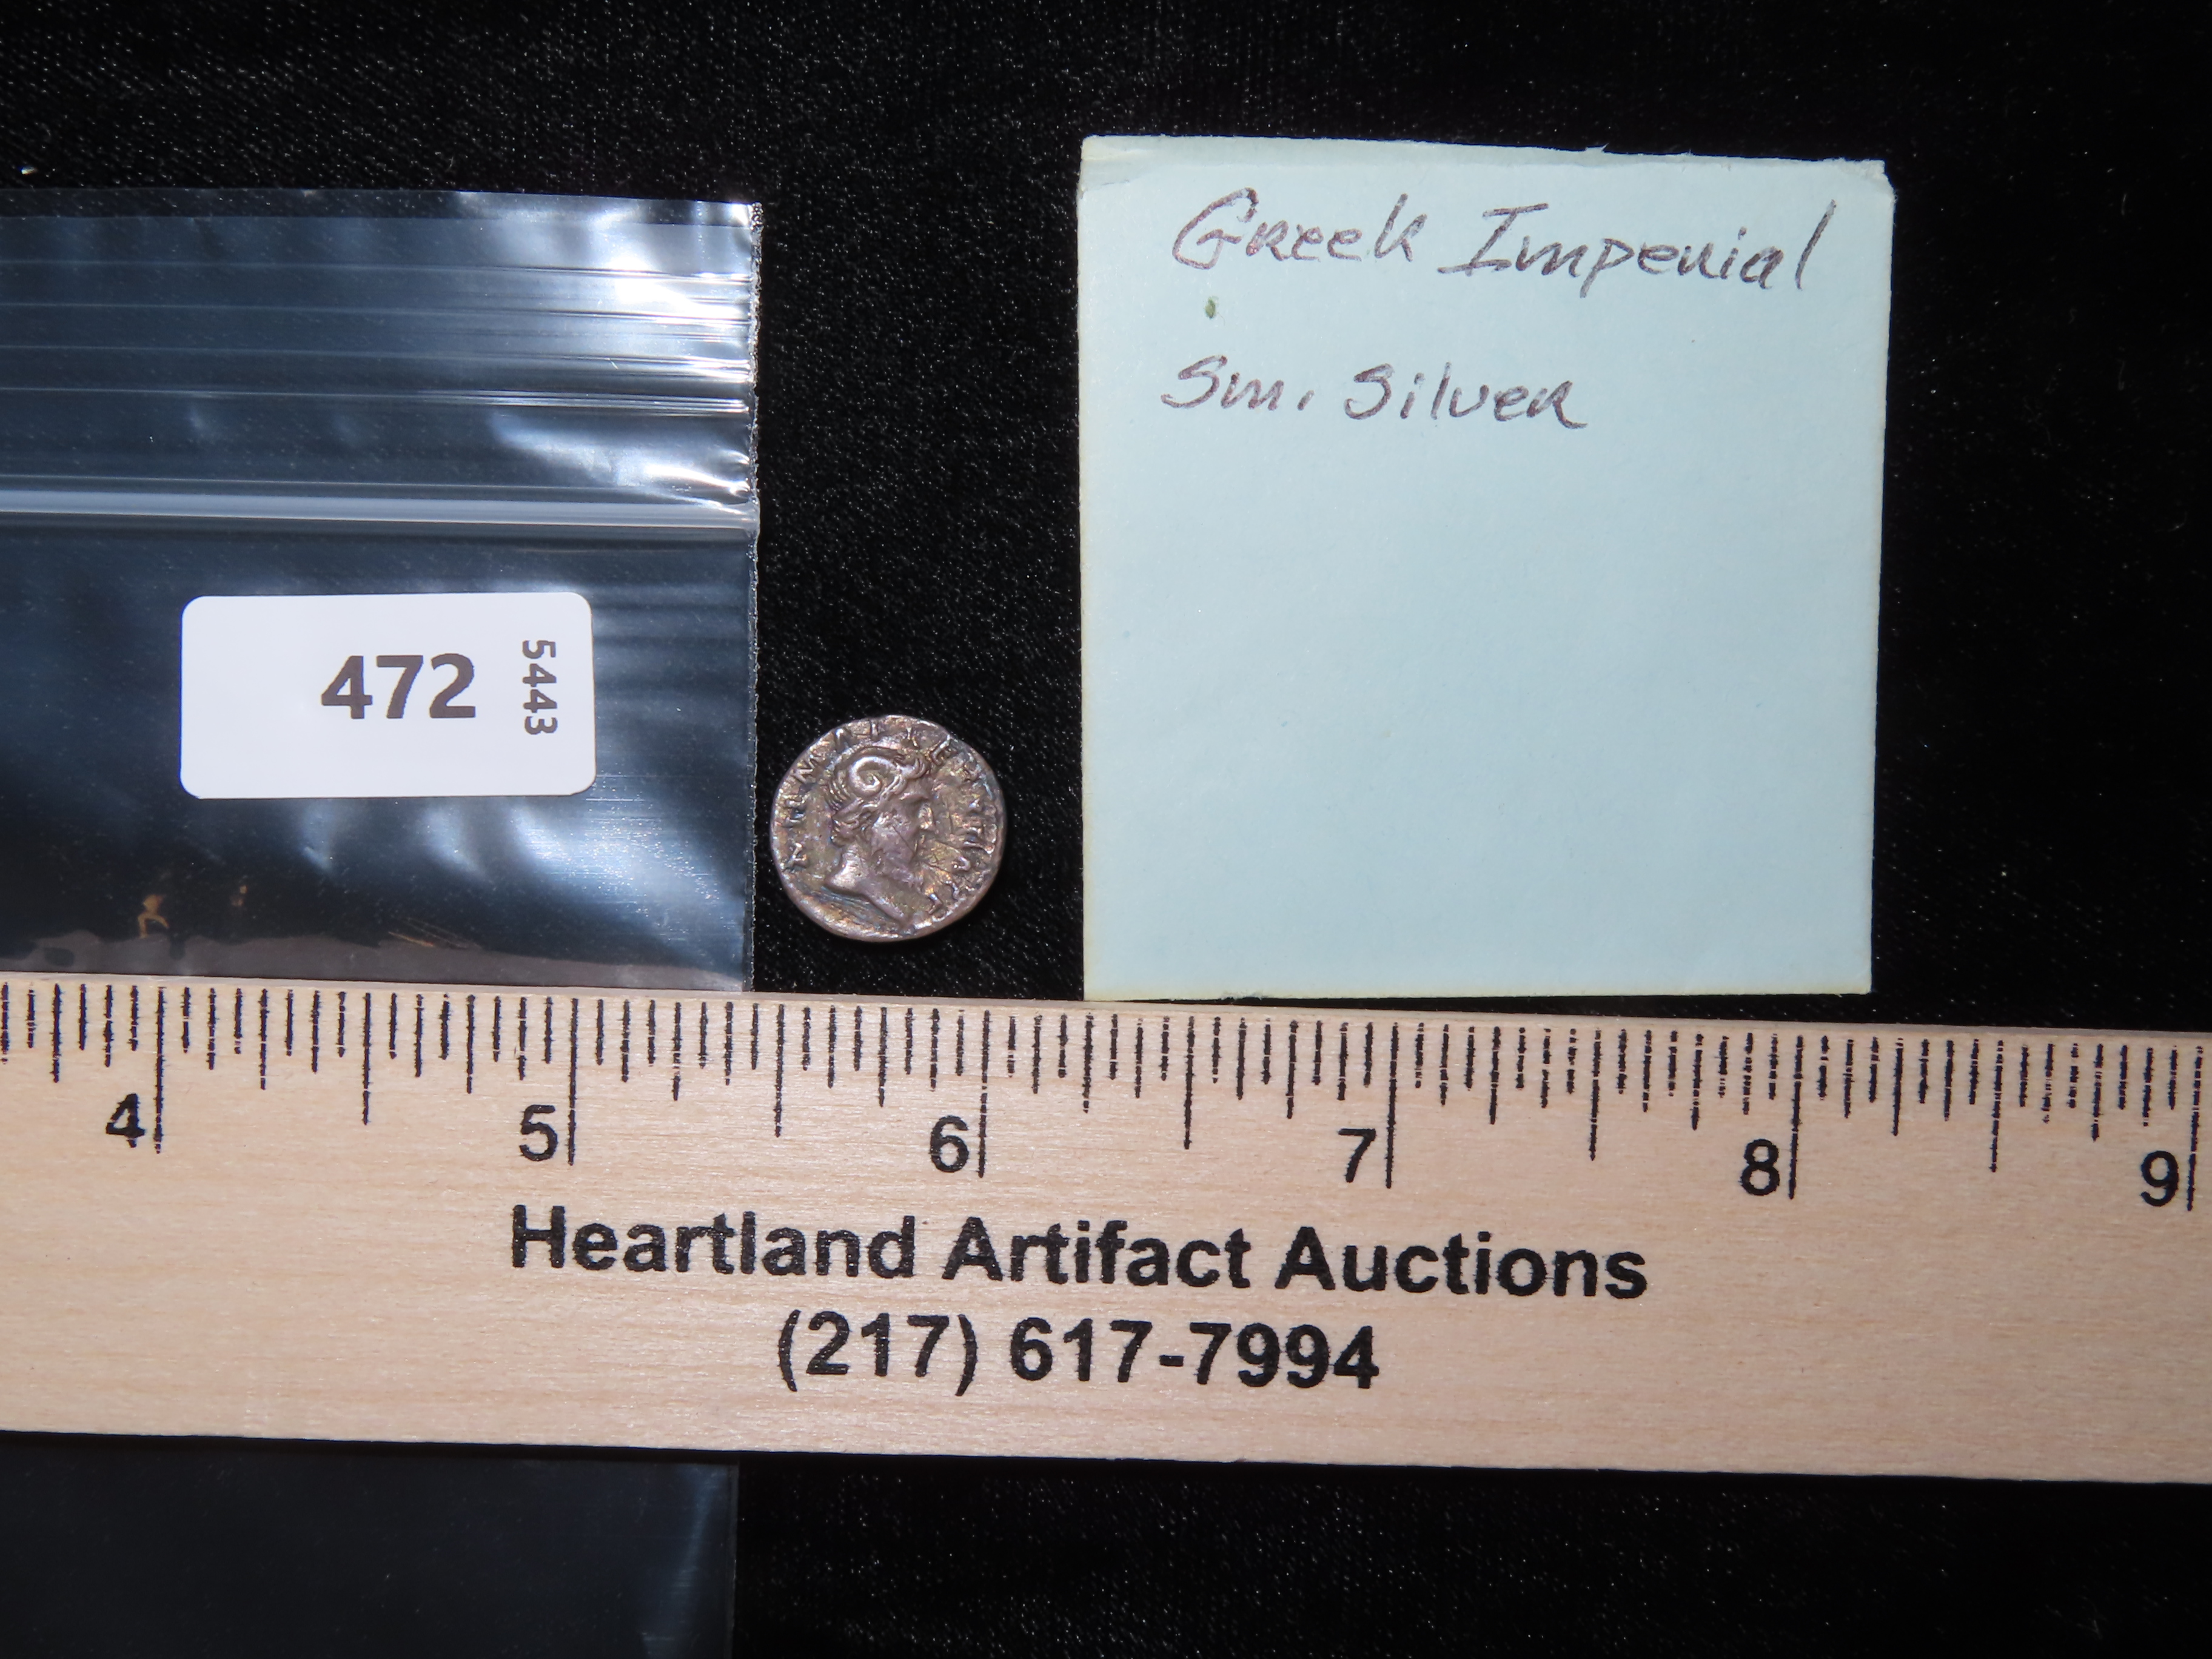 Greek Imperial
Sm. Silver
472
5443
4 5 6 7 8 9
Heartland Artifact Auctions
(217) 617-7994